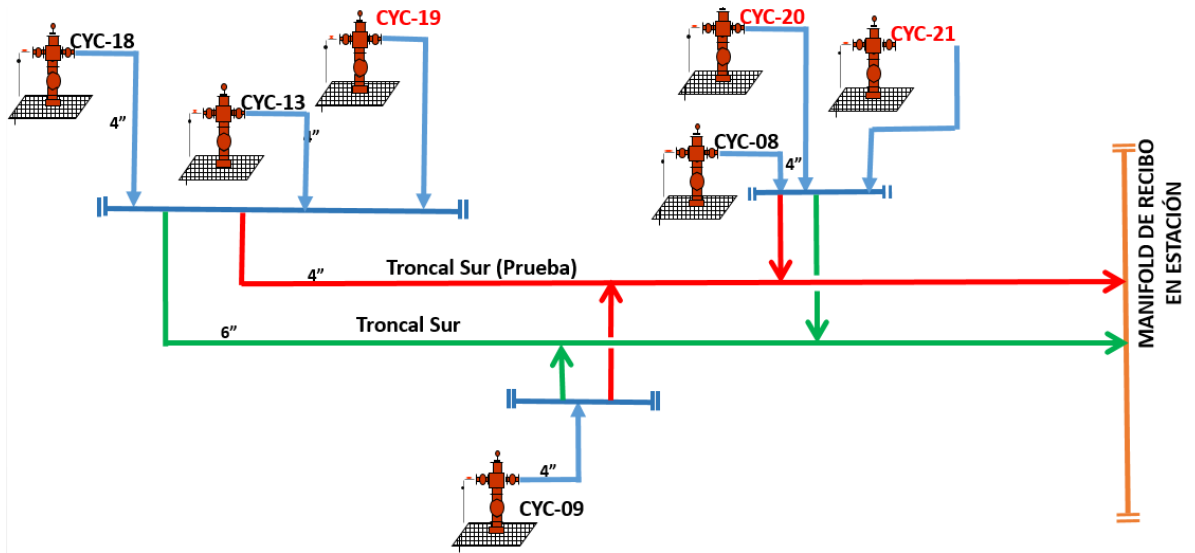 CYC-18
CYC-19
CYC-20
CYC-21
CYC-13
CYC-08
4”
4”
4”
Troncal Sur (Prueba)
4”
Troncal Sur
6”
4”
CYC-09
MANIFOLD DE RECIBO
EN ESTACIÓN